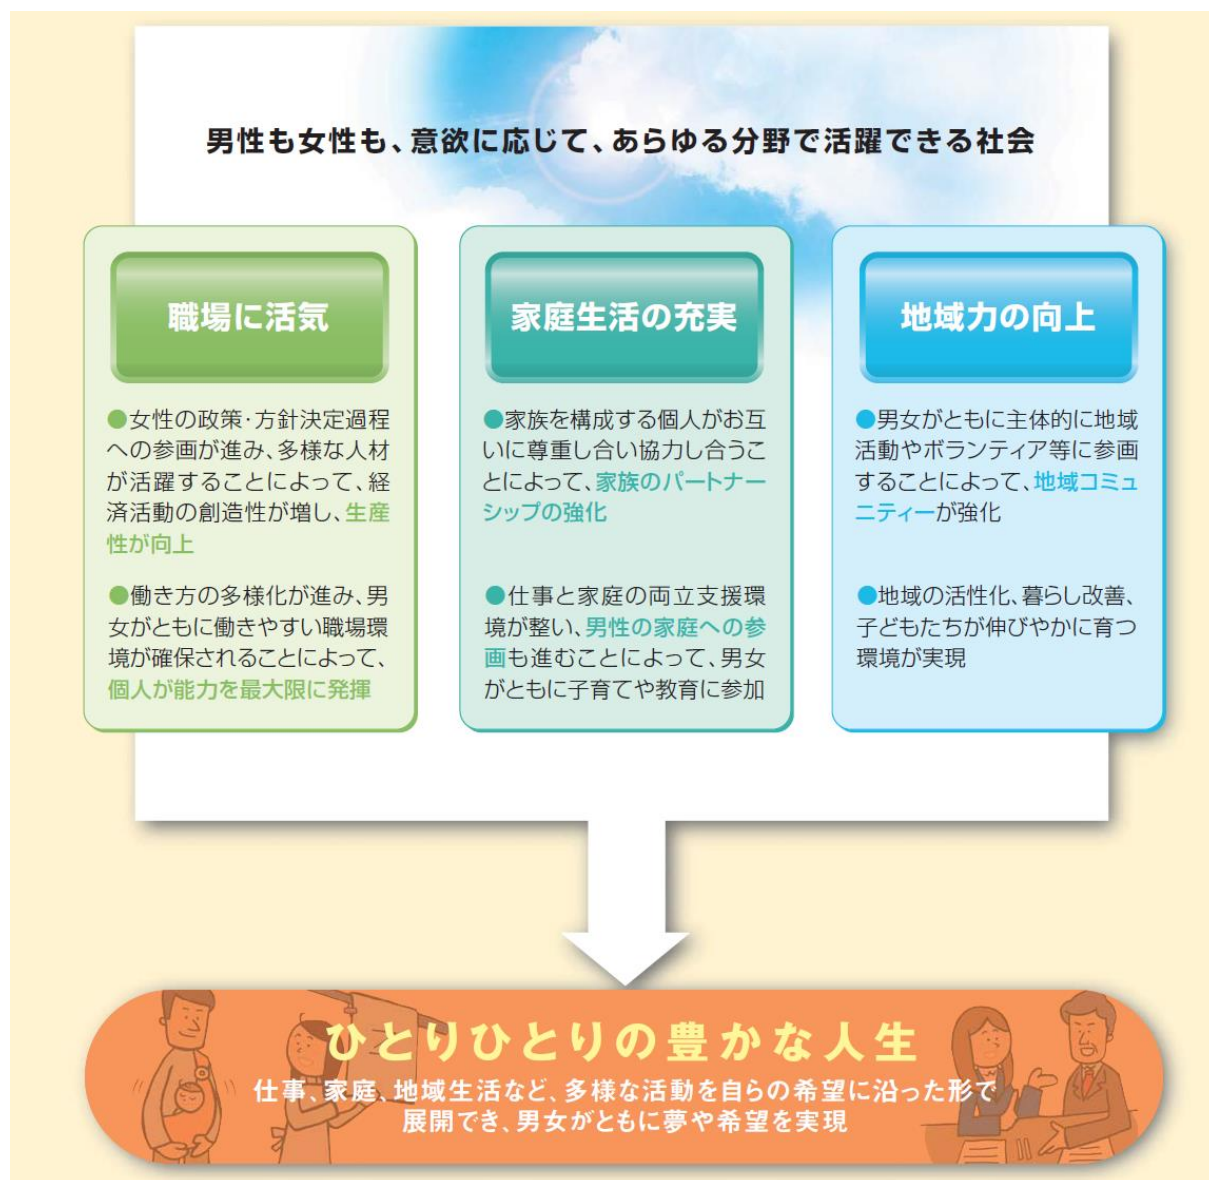 男性も女性も、意欲に応じて、あらゆる分野で活躍できる社会
職場に活気
●女性の政策・方針決定過程
への参画が進み、多様な人材
が活躍することによって、経
済活動の創造性が増し、生産
性が向上
●働き方の多様化が進み、男
女がともに働きやすい職場環
境が確保されることによって、
個人が能力を最大限に発揮
家庭生活の充実
●家族を構成する個人がお互
いに尊重し合い協力し合うこ
とによって、家族のパートナー
シップの強化
●仕事と家庭の両立支援環
境が整い、男性の家庭への参
画も進むことによって、男女
がともに子育てや教育に参加
地域力の向上
●男女がともに主体的に地域
活動やボランティア等に参画
することによって、地域コミュ
ニティーが強化
●地域の活性化、暮らし改善、
子どもたちが伸びやかに育つ
環境が実現
ひとりひとりの豊かな人生
仕事、家庭、地域生活など、多様な活動を自らの希望に沿った形で
展開でき、男女がともに夢や希望を実現